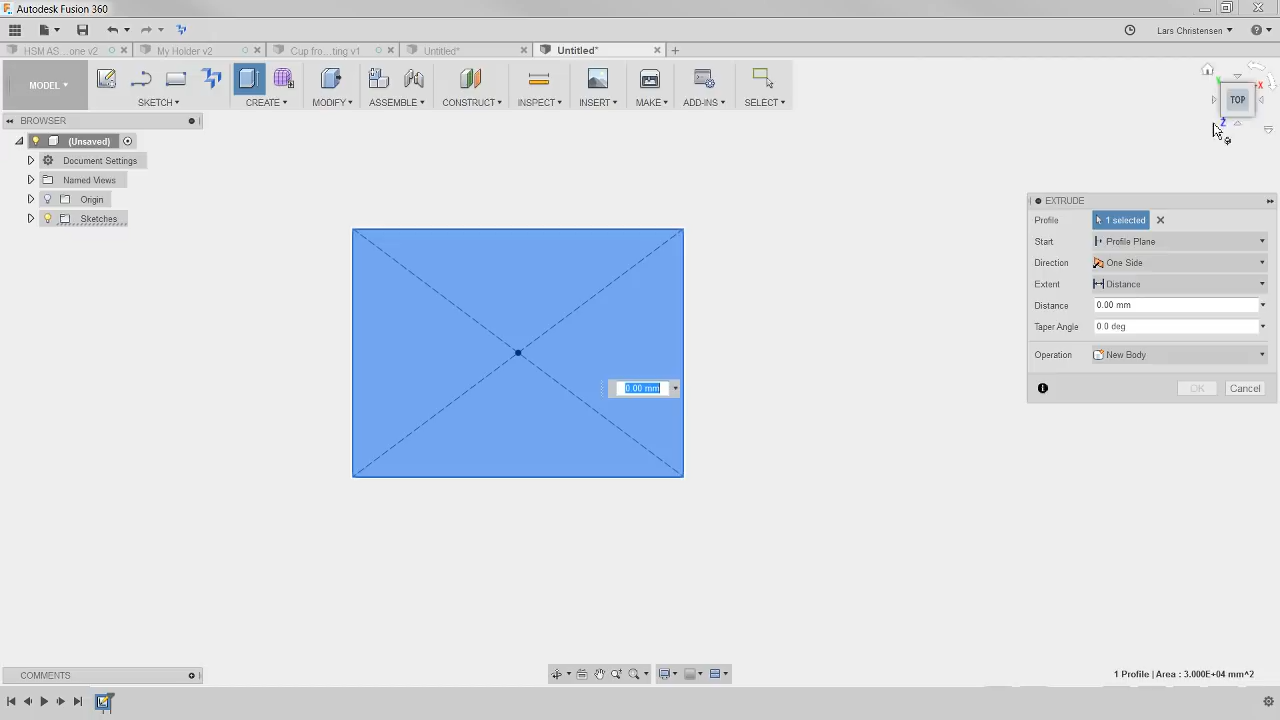 Autodesk Fusion 360
Lars Christensen
HSM AS...one v2
My Holder v2
Cup fro...ting v1
Untitled*
Untitled*
MODEL
SKETCH
CREATE
MODIFY
ASSEMBLE
CONSTRUCT
INSPECT
INSERT
MAKE
ADD-INS
SELECT
TOP
X
Z
BROWSER
(Unsaved)
Document Settings
Named Views
Origin
Sketches
EXTRUDE
Profile 1 selected
Start Profile Plane
Direction One Side
Extent Distance
Distance 0.00 mm
Taper Angle 0.0 deg
Operation New Body
OK Cancel
0.00 mm
COMMENTS
1 Profile | Area : 3.000E+04 mm^2